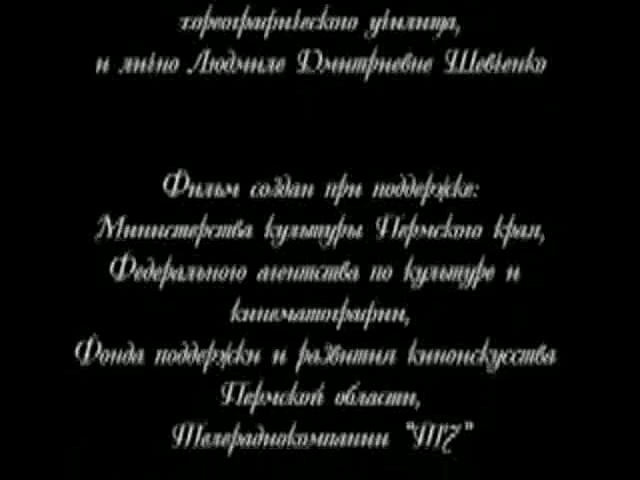 хореографического училища,
и лично Людмиле Дмитриевне Шевченко
Фильм создан при поддержке:
Министерства культуры Пермского края,
Федерального агентства по культуре и
кинематографии,
Фонда поддержки и развития киноискусства
Пермской области,
Телерадиокомпании "Т7"